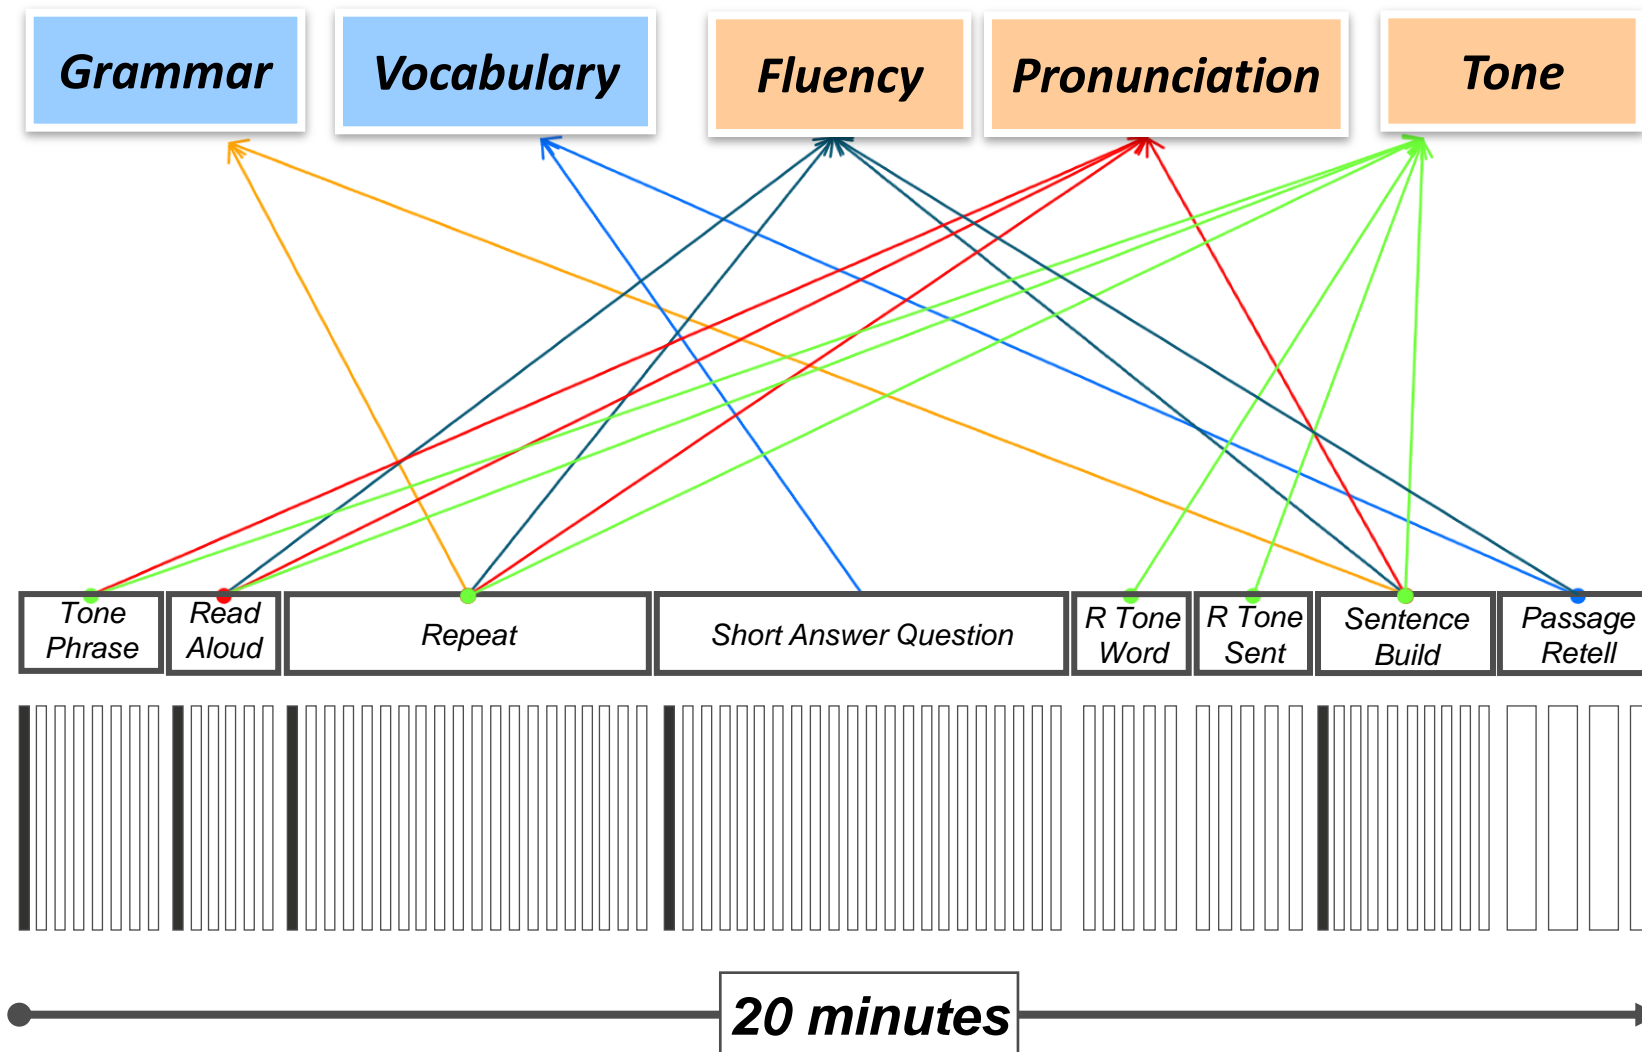 Grammar
Vocabulary
Fluency
Pronunciation
Tone
Tone
Phrase
Read
Aloud
Repeat
Short Answer Question
R Tone
Word
R Tone
Sent
Sentence
Build
Passage
Retell
20 minutes